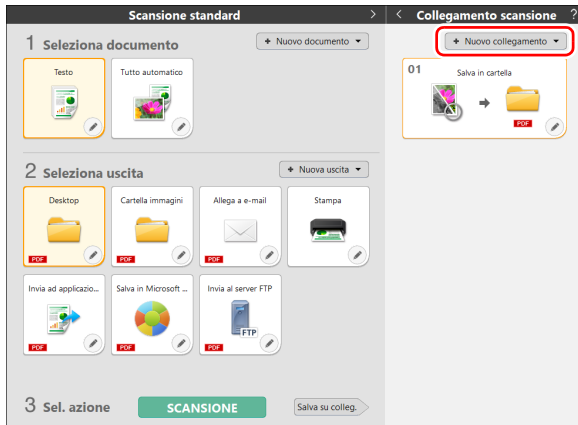 Scansione standard >
< Collegamento scansione ?
1 Seleziona documento
+ Nuovo documento
+ Nuovo collegamento
Testo
Tutto automatico
01 Salva in cartella
PDF
2 Seleziona uscita
+ Nuova uscita
Desktop
PDF
Cartella immagini
PDF
Allega a e-mail
PDF
Stampa
Invia ad applicazio...
PDF
Salva in Microsoft ...
PDF
Invia al server FTP
FTP
PDF
3 Sel. azione
SCANSIONE
Salva su colleg.